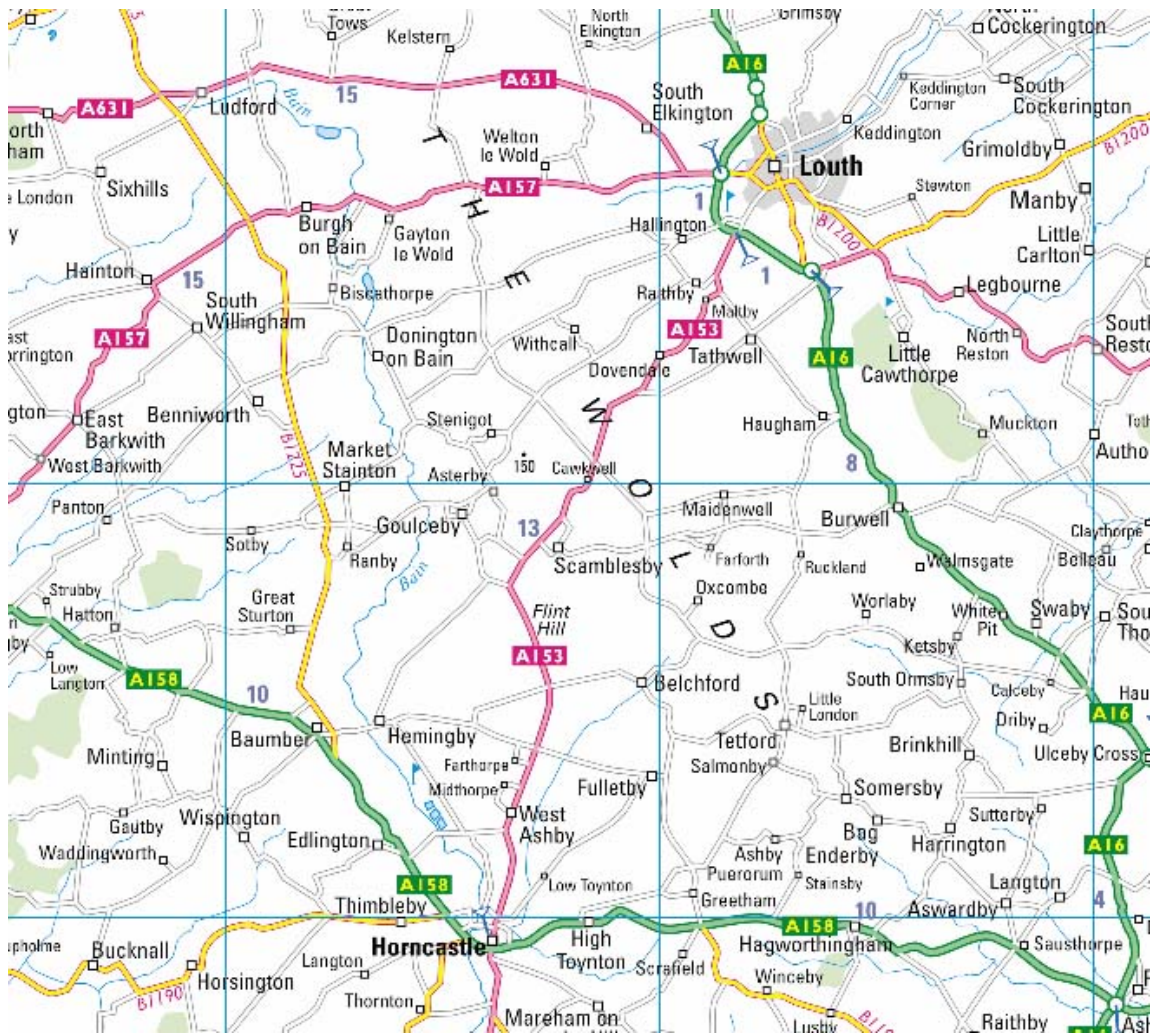 Tows
North
Elkington
Grimsby
North
Cockerington
Kelstern
A16
A631
Bain
15
Ludford
A631
South
Elkington
Keddington
Corner
South
Cockerington
Keddington
B1200
Grimoldby
T
Welton
le Wold
Louth
Sixhills
A157
Stewton
Manby
H
1
B1200
Burgh
on Bain
Gayton
le Wold
Hallington
Little
Carlton
Hainton
15
E
1
Biscathorpe
Raithby
Maltby
Legbourne
South
Willingham
A157
Donington
on Bain
Withcall
A153
Tathwell
A16
North
Reston
Little
Cawthorpe
South
Dovendale
Benniworth
East
Barkwith
Stenigot
W
Haugham
Muckton
B1225
Market
Stainton
West Barkwith
Asterby
150
Cawkwell
8
O
Panton
Goulceby
13
Maidenwell
Burwell
Claythorpe
Belleau
Sotby
Ranby
Bain
Scamblesby
L
Farforth
Ruckland
Walmsgate
Strubby
Hatton
Great
Sturton
Flint
Hill
Oxcombe
Worlaby
White
Pit
Swaby
D
Ketsby
Low
Langton
A158
10
A153
Belchford
South Ormsby
Calceby
S
Little
London
Driby
A16
Baumber
Hemingby
Tetford
Brinkhill
Ulceby Cross
Minting
Farthorpe
Midthorpe
Fulletby
Salmonby
Somersby
Sutterby
Gautby
Wispington
West
Ashby
Bag
Enderby
Harrington
Waddingworth
Edlington
Ashby
Puerorum
Stainsby
A16
A158
Low Toynton
Greetham
Langton
Aswardby
4
Thimbleby
A158
10
Bucknall
Horncastle
High
Toynton
Hagworthingham
Sausthorpe
Horsington
Langton
Scrafield
Winceby
B1190
Thornton
Mareham on
Lusby
Raithby